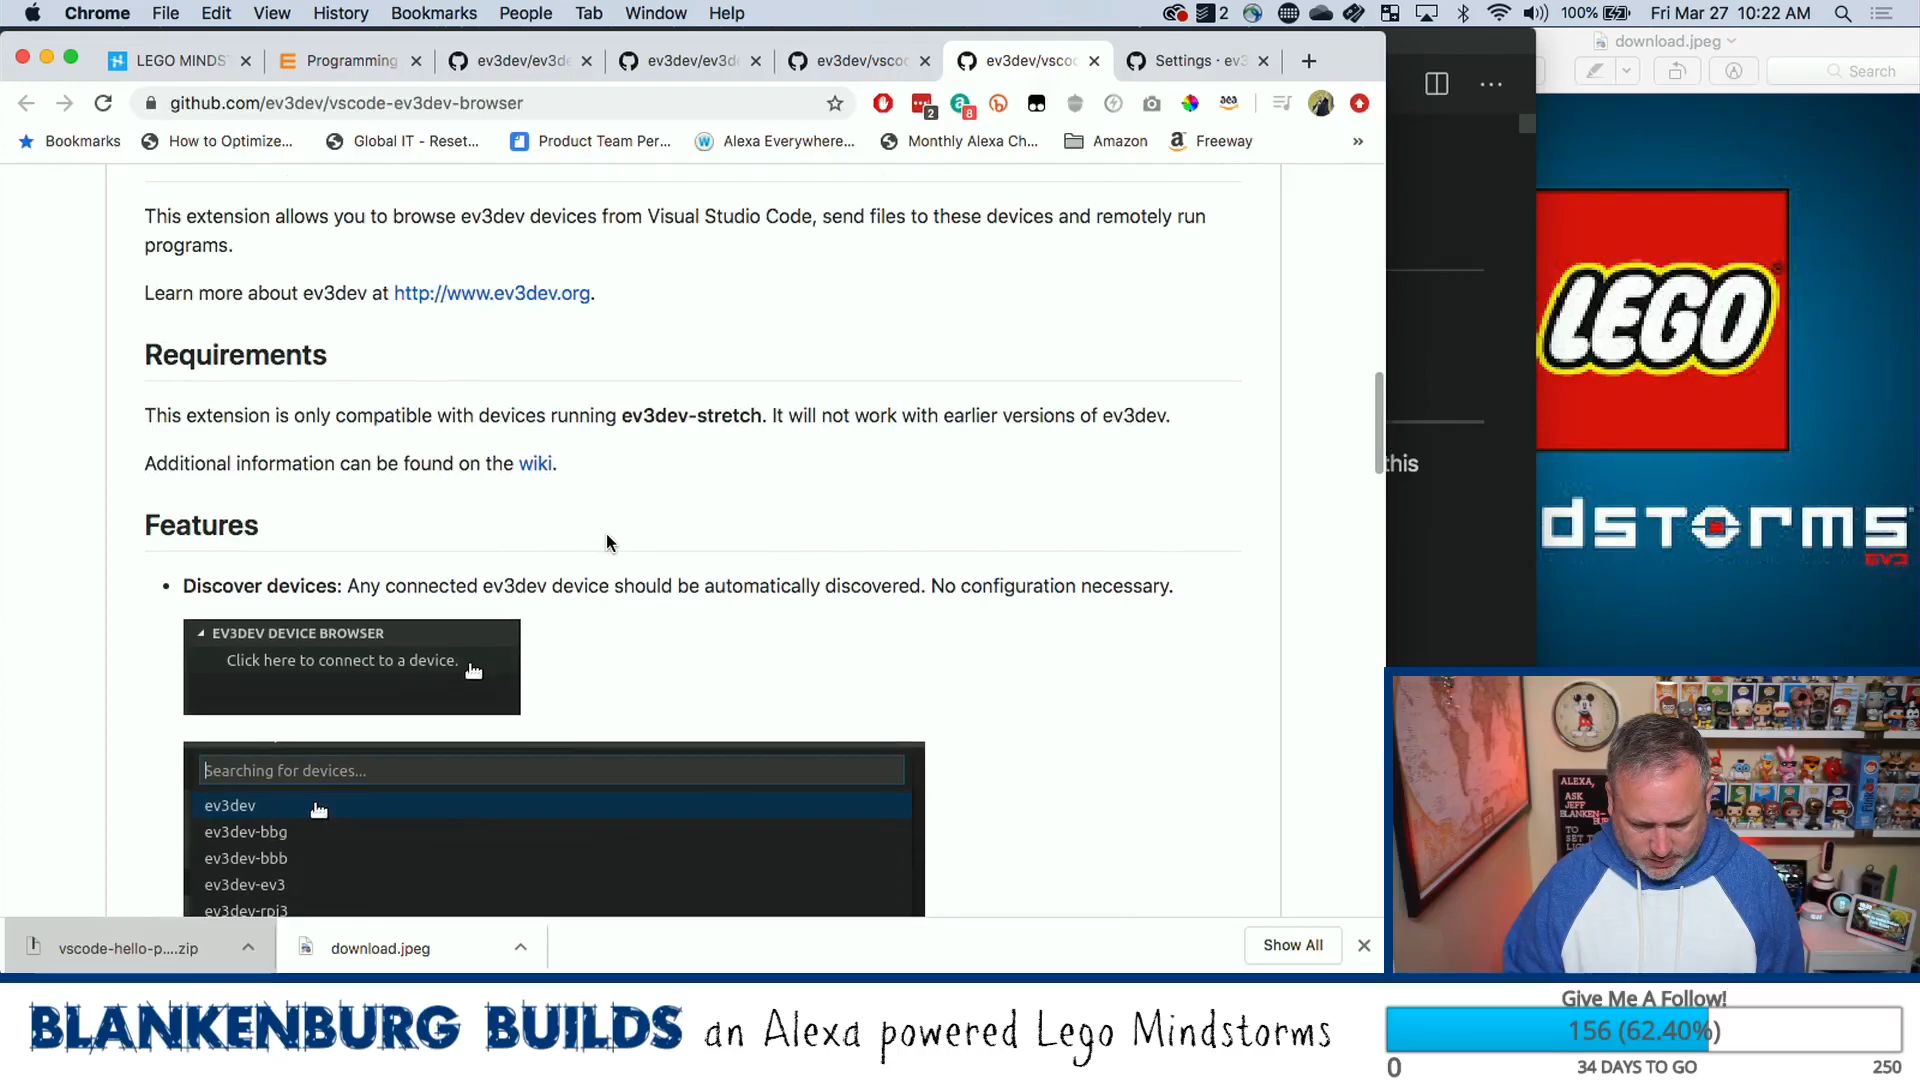 Chrome File Edit View History Bookmarks People Tab Window Help
2 100% Fri Mar 27 10:22 AM
LEGO MINDS
Programming
ev3dev/ev3d
ev3dev/ev3d
ev3dev/vsco
ev3dev/vsco
Settings · ev3
download.jpeg
github.com/ev3dev/vscode-ev3dev-browser
2
8
Search
Bookmarks How to Optimize... Global IT - Reset... Product Team Per... Alexa Everywhere... Monthly Alexa Ch... Amazon Freeway
This extension allows you to browse ev3dev devices from Visual Studio Code, send files to these devices and remotely run
programs.
Learn more about ev3dev at http://www.ev3dev.org.
Requirements
This extension is only compatible with devices running ev3dev-stretch. It will not work with earlier versions of ev3dev.
Additional information can be found on the wiki.
this
Features
Discover devices: Any connected ev3dev device should be automatically discovered. No configuration necessary.
EV3DEV DEVICE BROWSER
Click here to connect to a device.
Searching for devices...
ev3dev
ev3dev-bbg
ev3dev-bbb
ev3dev-ev3
ev3dev-rpi3
LEGO
dstorms
EV3
ALEXA,
ASK
JEFF
BLANKEN-
TO
vscode-hello-p....zip
download.jpeg
Show All
BLANKENBURG BUILDS an Alexa powered Lego Mindstorms
Give Me A Follow!
156 (62.40%)
0 34 DAYS TO GO 250